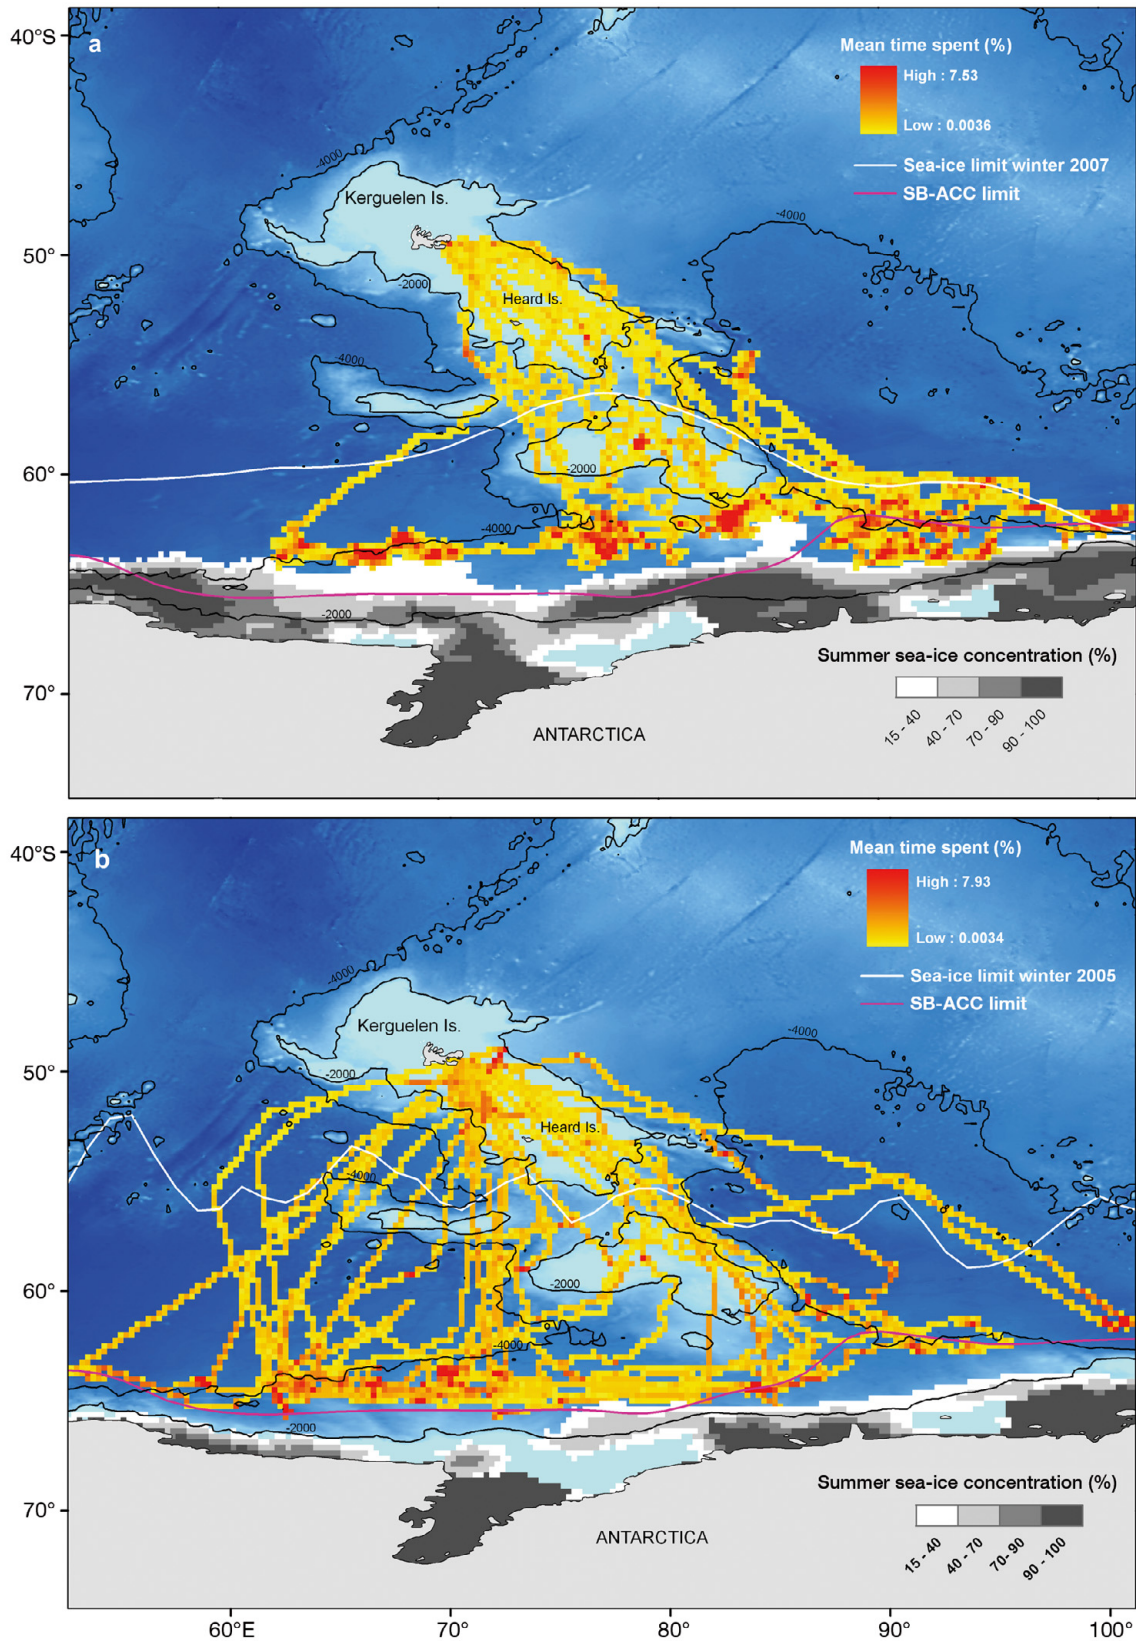 a
40°S
50°
60°
70°
Mean time spent (%)
High : 7.53
Low : 0.0036
Sea-ice limit winter 2007
SB-ACC limit
-4000
Kerguelen Is.
-4000
-2000
Heard Is.
-4000
-2000
-4000
-2000
Summer sea-ice concentration (%)
15 - 40
40 - 70
70 - 90
90 - 100
ANTARCTICA
b
40°S
50°
60°
70°
Mean time spent (%)
High : 7.93
Low : 0.0034
Sea-ice limit winter 2005
SB-ACC limit
-4000
Kerguelen Is.
-4000
-2000
Heard Is.
-4000
-2000
-4000
-2000
Summer sea-ice concentration (%)
15 - 40
40 - 70
70 - 90
90 - 100
ANTARCTICA
60°E
70°
80°
90°
100°